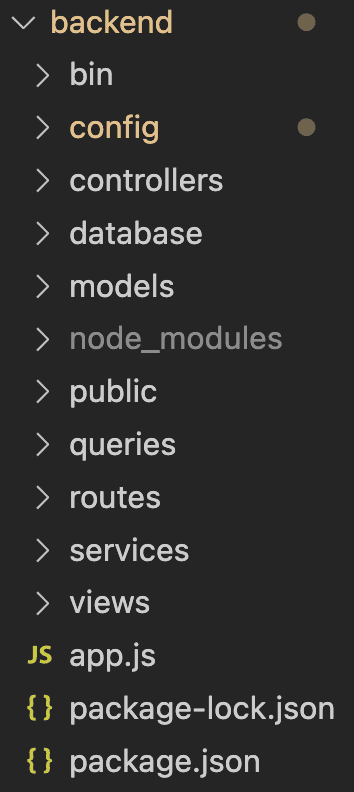 backend
bin
config
controllers
database
models
node_modules
public
queries
routes
services
views
JS app.js
{} package-lock.json
{} package.json